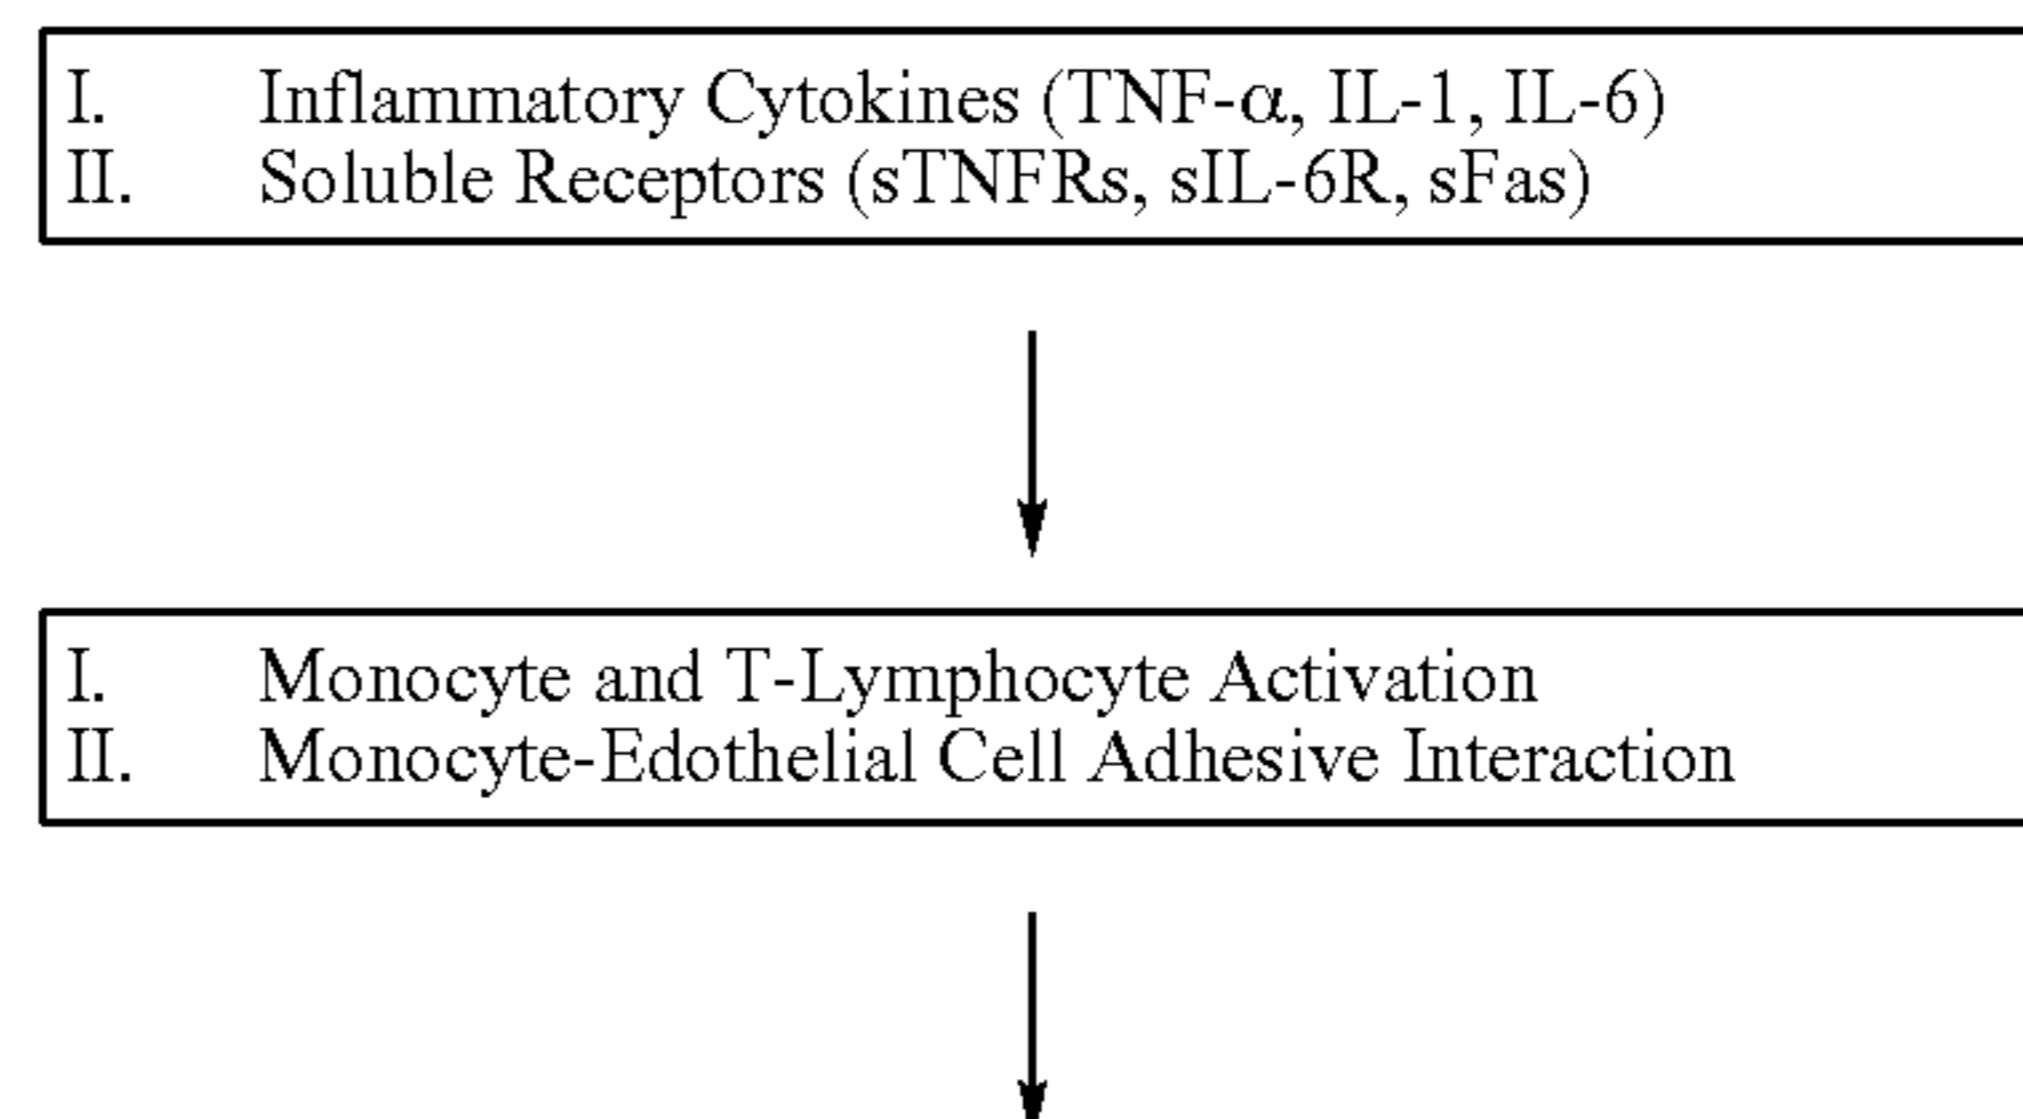 I. Inflammatory Cytokines (TNF-α, IL-1, IL-6)
II. Soluble Receptors (sTNFRs, sIL-6R, sFas)
I. Monocyte and T-Lymphocyte Activation
II. Monocyte-Edothelial Cell Adhesive Interaction